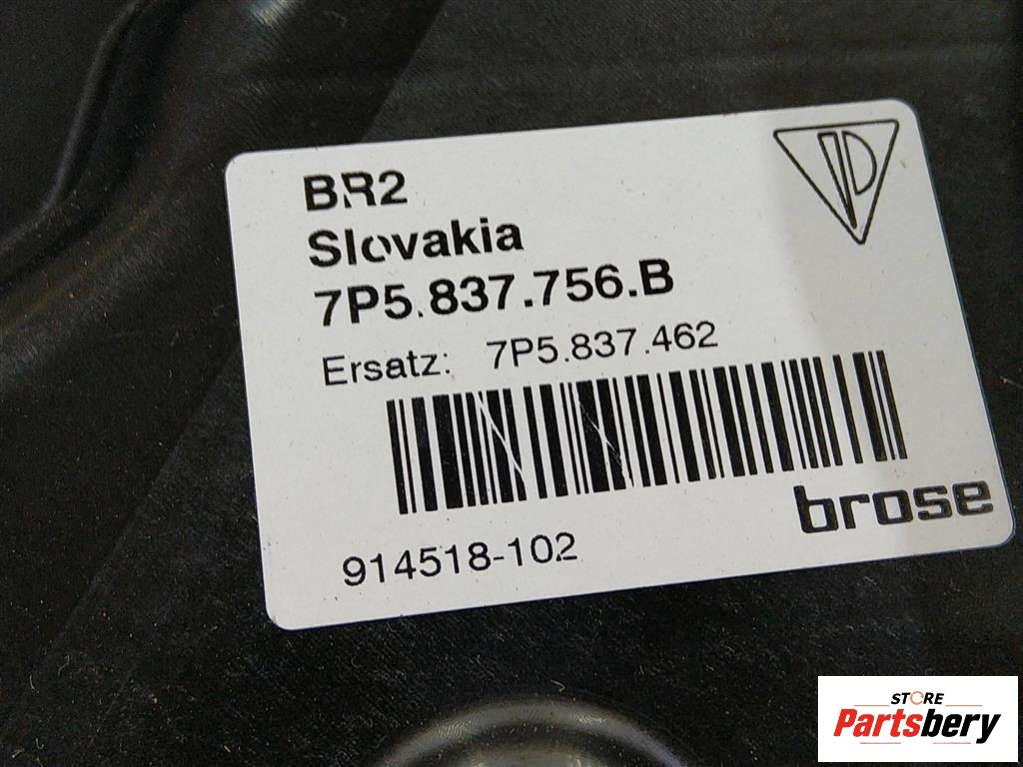 BR2
Slovakia
7P5.837.756.B
Ersatz: 7P5.837.462
914518-102
brose
STORE
Partsbery